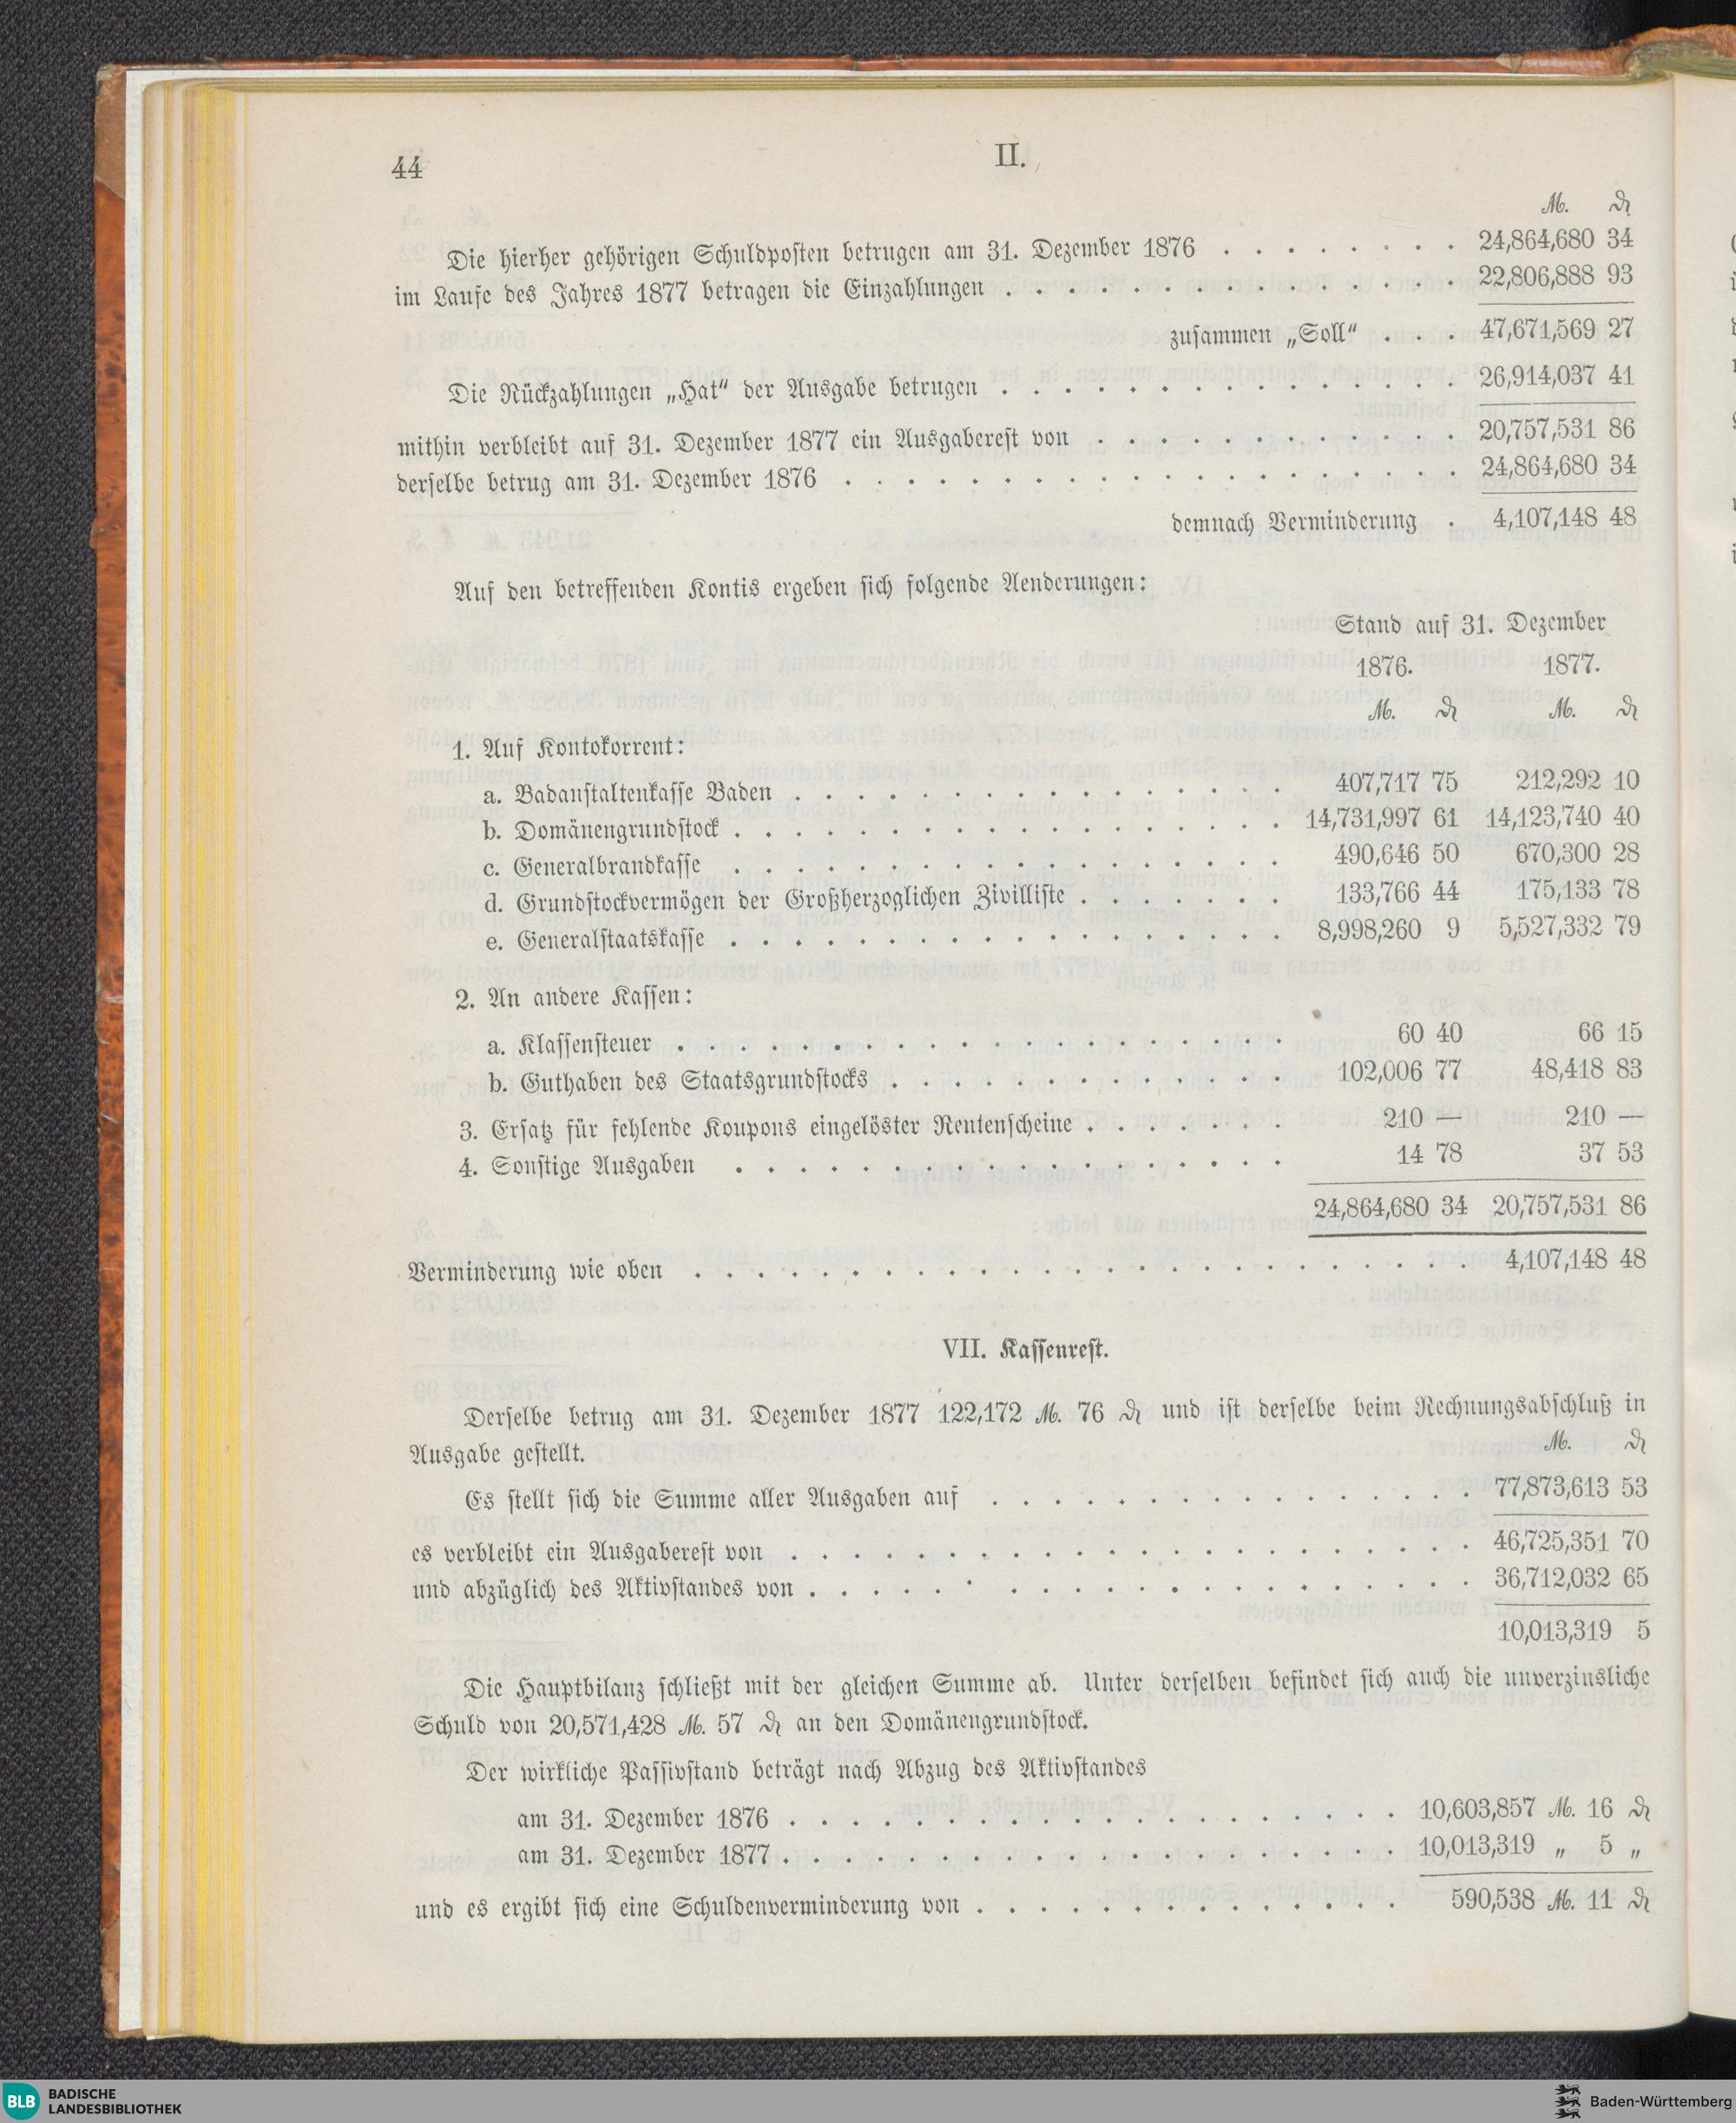 44
II.
M. ₰
Die hierher gehörigen Schuldposten betrugen am 31. Dezember 1876 . . . . . . . . 24,864,680 34
im Laufe des Jahres 1877 betragen die Einzahlungen . . . . . . . . . . . . . . . 22,806,888 93
zusammen „Soll“ . . . 47,671,569 27
Die Rückzahlungen „Hat“ der Ausgabe betrugen . . . . . . . . . . . . . . . 26,914,037 41
mithin verbleibt auf 31. Dezember 1877 ein Ausgaberest von . . . . . . . . . . . . 20,757,531 86
derselbe betrug am 31. Dezember 1876 . . . . . . . . . . . . . . . . . . . . 24,864,680 34
demnach Verminderung . 4,107,148 48
Auf den betreffenden Kontis ergeben sich folgende Aenderungen:
Stand auf 31. Dezember
1876. 1877.
M. ₰ M. ₰
1. Auf Kontokorrent:
a. Badanstaltenkasse Baden . . . . . . . . . . . . . . . . 407,717 75 212,292 10
b. Domänengrundstock . . . . . . . . . . . . . . . . . . 14,731,997 61 14,123,740 40
c. Generalbrandkasse . . . . . . . . . . . . . . . . . . 490,646 50 670,300 28
d. Grundstockvermögen der Großherzoglichen Zivilliste . . . . . . . 133,766 44 175,133 78
e. Generalstaatskasse . . . . . . . . . . . . . . . . . . 8,998,260 9 5,527,332 79
2. An andere Kassen:
a. Klassensteuer . . . . . . . . . . . . . . . . . . . . 60 40 66 15
b. Guthaben des Staatsgrundstocks . . . . . . . . . . . . . 102,006 77 48,418 83
3. Ersatz für fehlende Koupons eingelöster Rentenscheine . . . . . . . 210 — 210 —
4. Sonstige Ausgaben . . . . . . . . . . . . . . . . . . 14 78 37 53
24,864,680 34 20,757,531 86
Verminderung wie oben . . . . . . . . . . . . . . . . . . . . . . . . . 4,107,148 48
VII. Kassenrest.
Derselbe betrug am 31. Dezember 1877 122,172 M. 76 ₰ und ist derselbe beim Rechnungsabschluß in
Ausgabe gestellt. M. ₰
Es stellt sich die Summe aller Ausgaben auf . . . . . . . . . . . . . . . . 77,873,613 53
es verbleibt ein Ausgaberest von . . . . . . . . . . . . . . . . . . . . . . 46,725,351 70
und abzüglich des Aktivstandes von . . . . . . . . . . . . . . . . . . . . . 36,712,032 65
10,013,319 5
Die Hauptbilanz schließt mit der gleichen Summe ab. Unter derselben befindet sich auch die unverzinsliche
Schuld von 20,571,428 M. 57 ₰ an den Domänengrundstock.
Der wirkliche Passivstand beträgt nach Abzug des Aktivstandes
am 31. Dezember 1876 . . . . . . . . . . . . . . . . . . . . 10,603,857 M. 16 ₰
am 31. Dezember 1877 . . . . . . . . . . . . . . . . . . . . 10,013,319 „ 5 „
und es ergibt sich eine Schuldenverminderung von . . . . . . . . . . . . . . 590,538 M. 11 ₰
BLB BADISCHE
LANDESBIBLIOTHEK
Baden-Württemberg